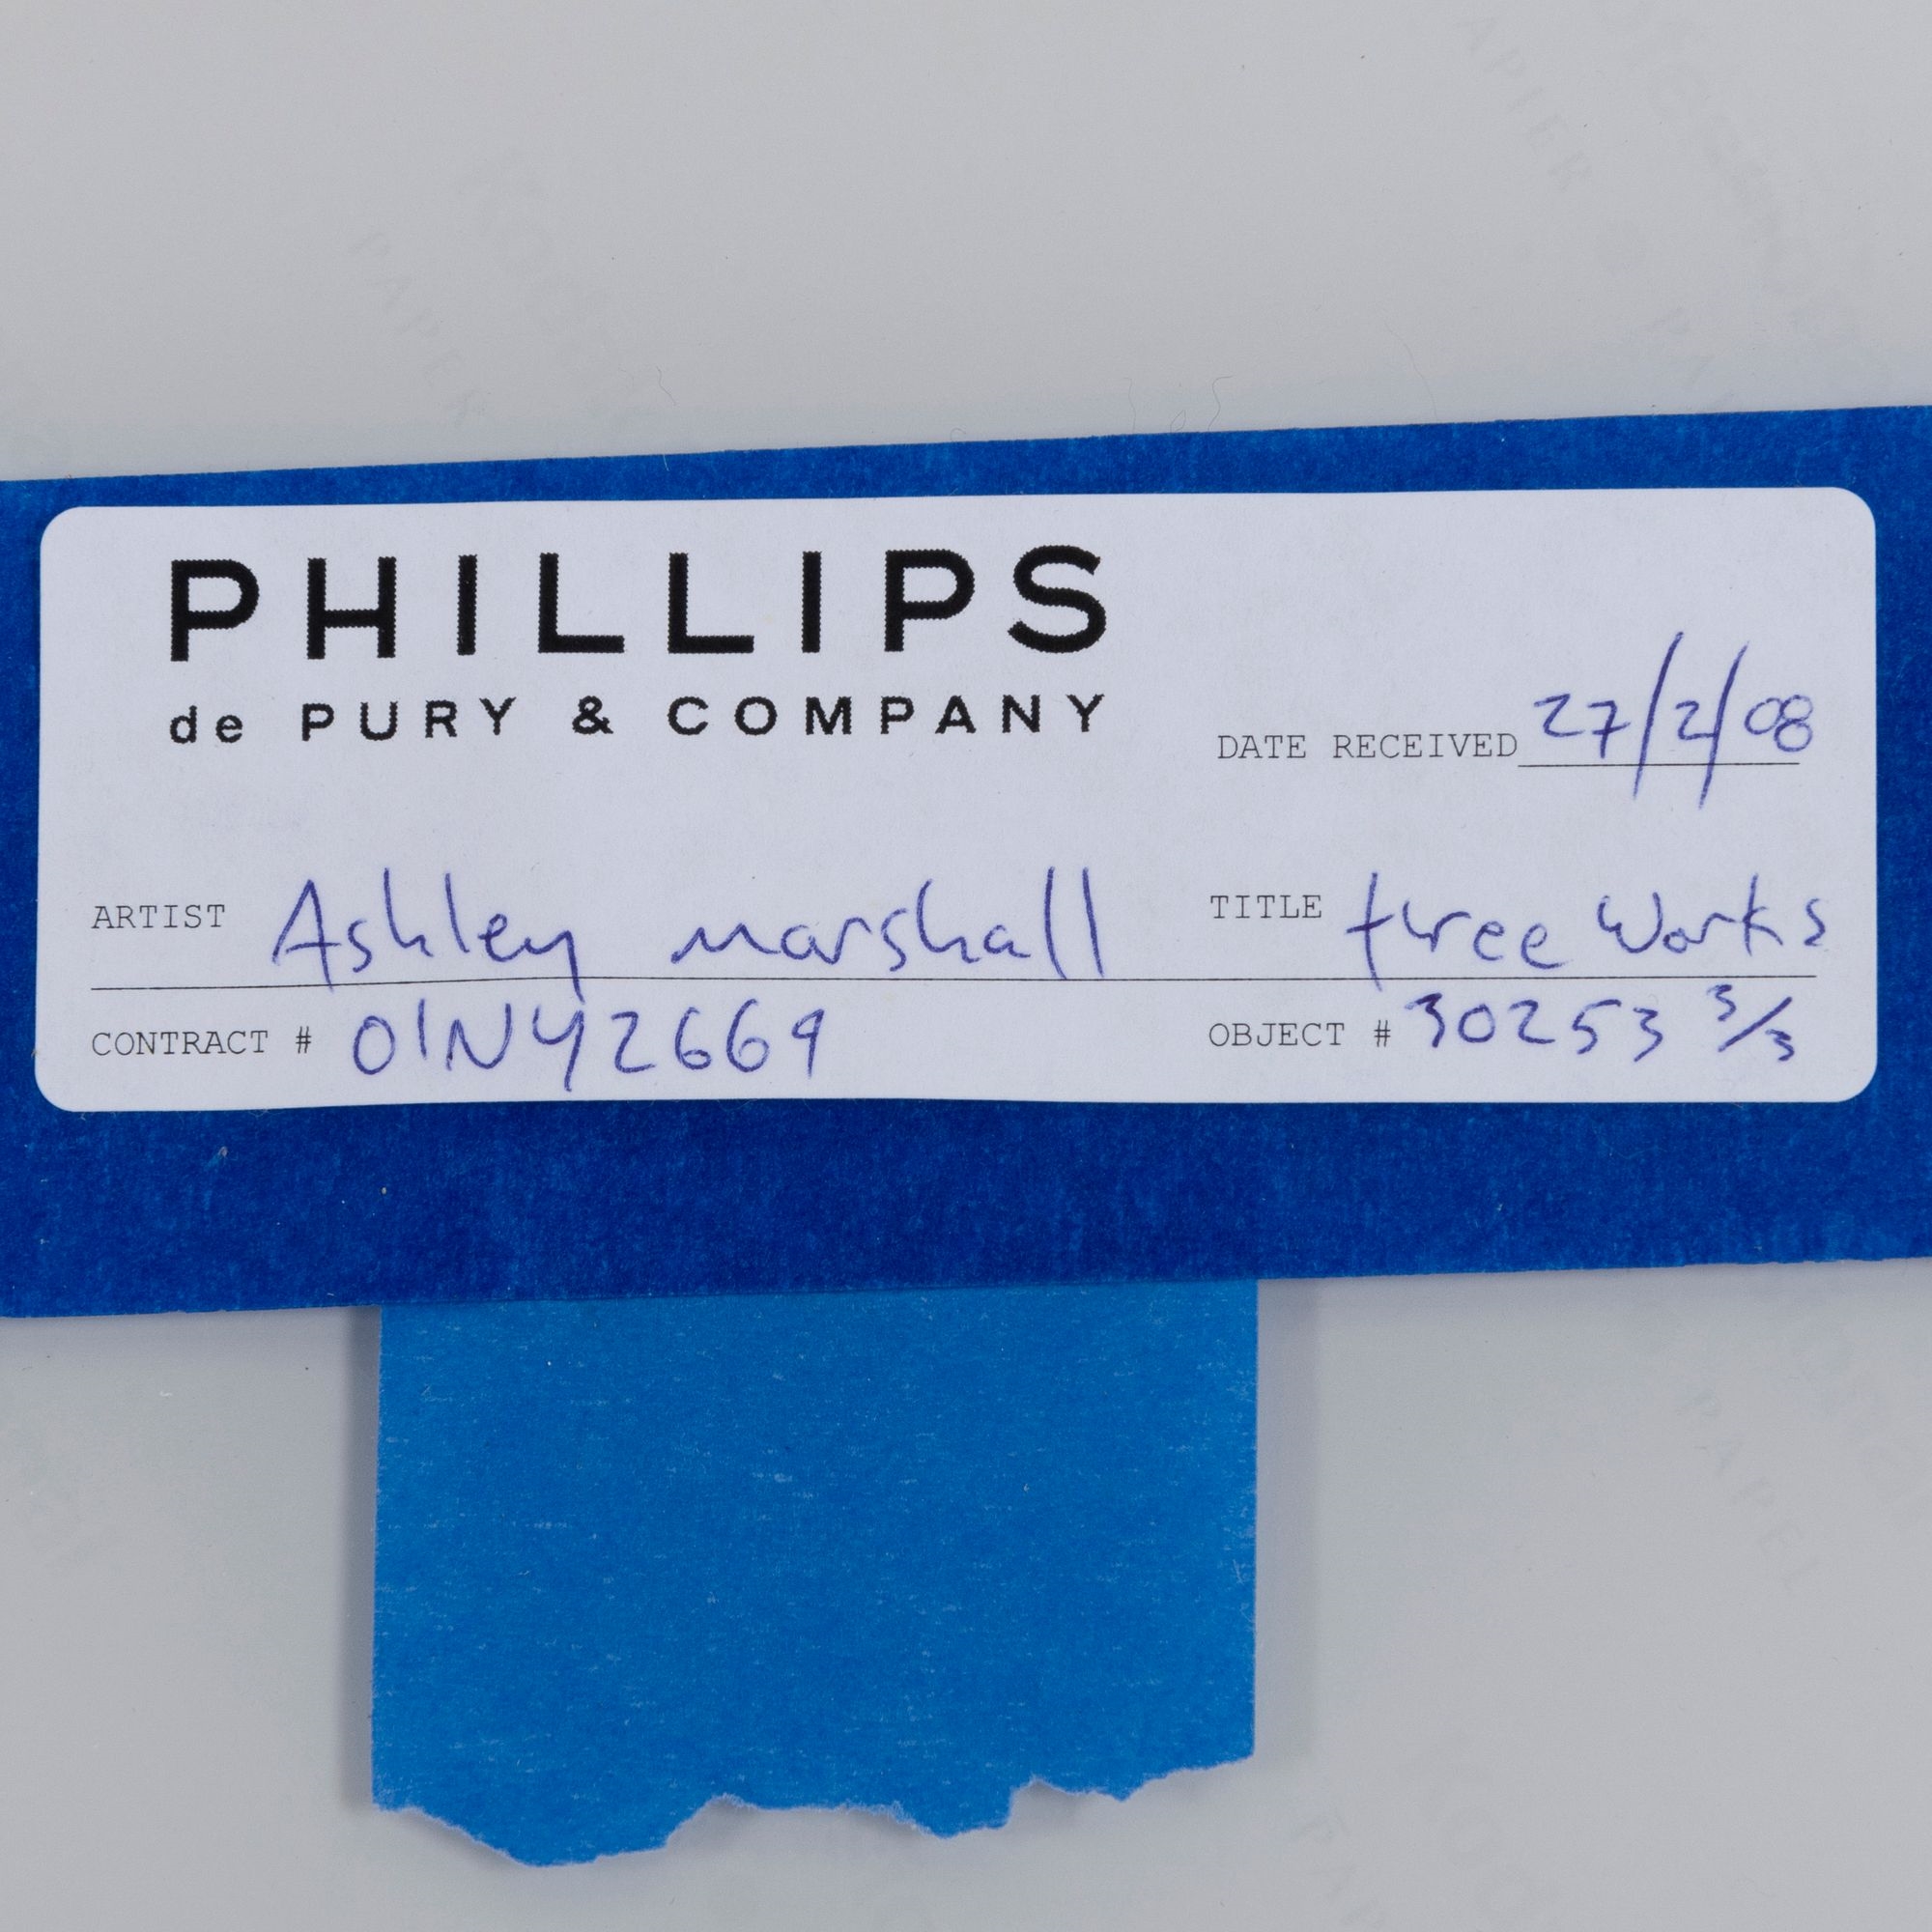 PHILLIPS
de PURY & COMPANY
DATE RECEIVED 27/2/08
ARTIST Ashley marshall TITLE three works
CONTRACT # 01NY2669 OBJECT # 30253 3/3